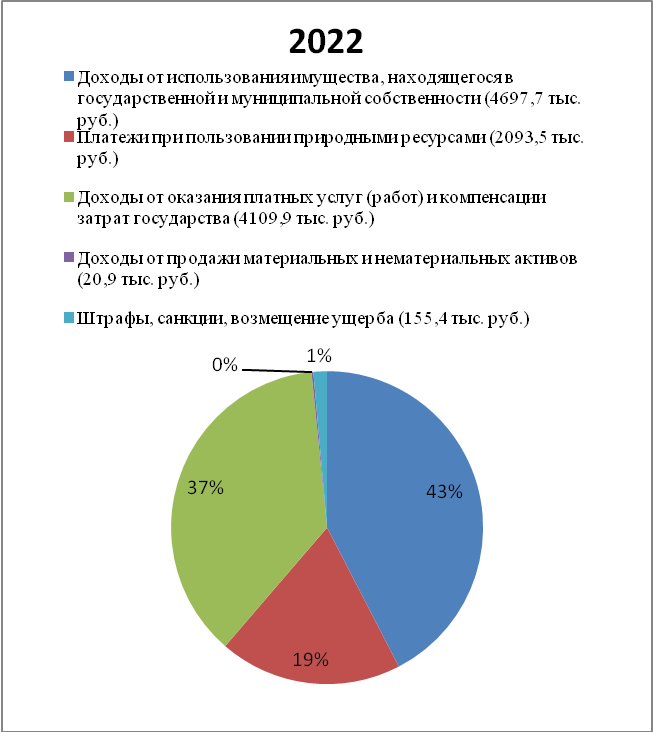 2022
Доходы от использования имущества, находящегося в
государственной и муниципальной собственности (4697,7 тыс.
руб.)
Платежи при пользовании природными ресурсами (2093,5 тыс.
руб.)
Доходы от оказания платных услуг (работ) и компенсации
затрат государства (4109,9 тыс. руб.)
Доходы от продажи материальных и нематериальных активов
(20,9 тыс. руб.)
Штрафы, санкции, возмещение ущерба (155,4 тыс. руб.)
0%
1%
37%
43%
19%